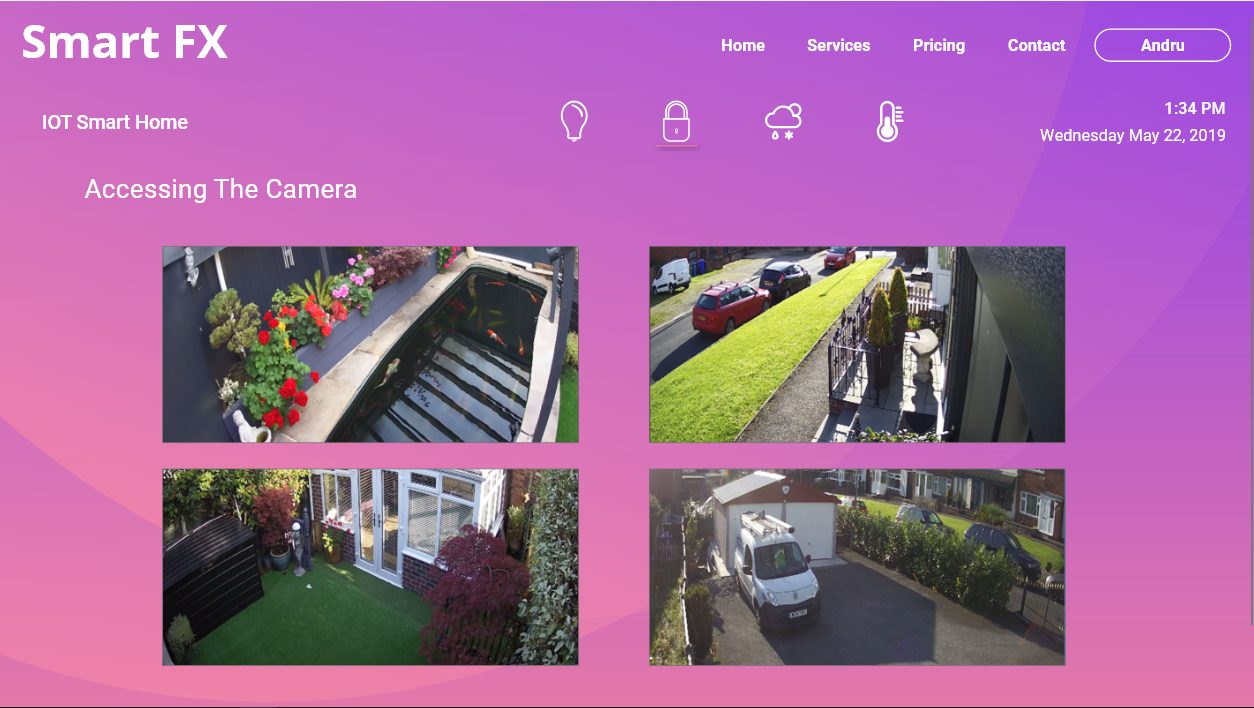 Smart FX
Home Services Pricing Contact Andru
IOT Smart Home
1:34 PM
Wednesday May 22, 2019
Accessing The Camera